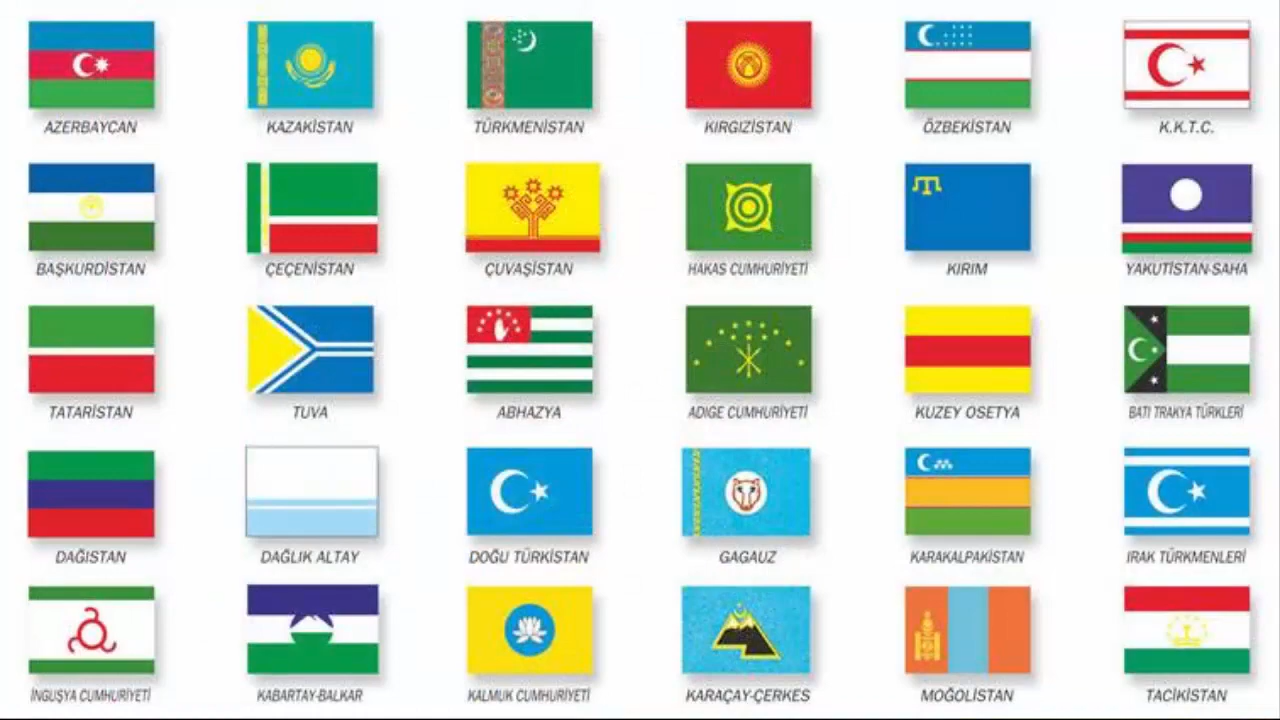 AZERBAYCAN
KAZAKİSTAN
TÜRKMENİSTAN
KIRGIZİSTAN
ÖZBEKİSTAN
K.K.T.C.
BAŞKURDİSTAN
ÇEÇENİSTAN
ÇUVAŞİSTAN
HAKAS CUMHURİYETİ
KIRIM
YAKUTİSTAN-SAHA
TATARİSTAN
TUVA
ABHAZYA
ADIGE CUMHURİYETİ
KUZEY OSETYA
BATI TRAKYA TÜRKLERİ
DAĞISTAN
DAĞLIK ALTAY
DOĞU TÜRKİSTAN
GAGAUZ
KARAKALPAKİSTAN
IRAK TÜRKMENLERİ
İNGUŞYA CUMHURİYETİ
KABARTAY-BALKAR
KALMUK CUMHURİYETİ
KARAÇAY-ÇERKES
MOĞOLİSTAN
TACİKİSTAN